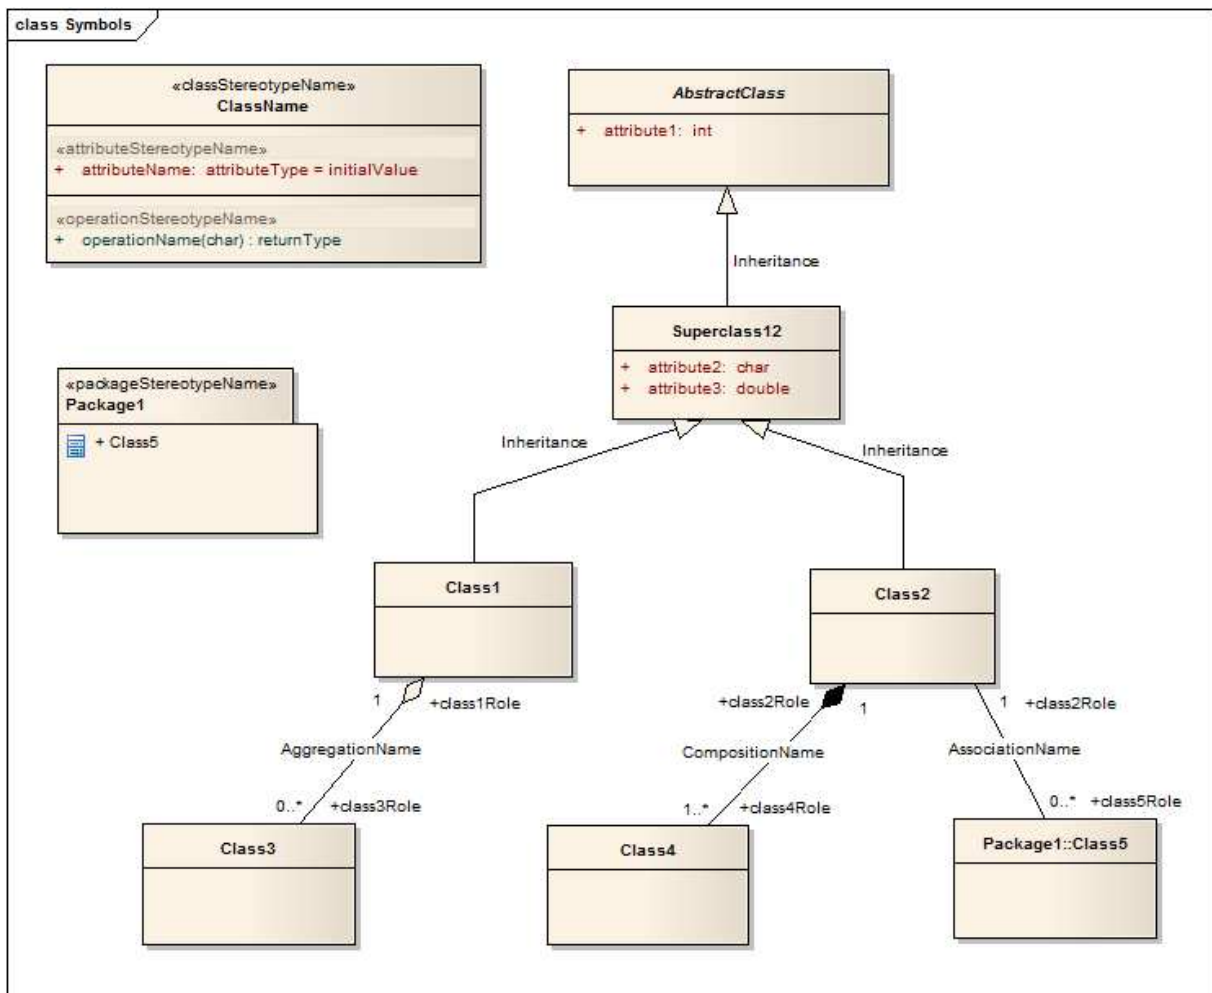 class Symbols
«classStereotypeName»
ClassName
«attributeStereotypeName»
+ attributeName: attributeType = initialValue
«operationStereotypeName»
+ operationName(char) : returnType
AbstractClass
+ attribute1: int
Inheritance
Superclass12
+ attribute2: char
+ attribute3: double
«packageStereotypeName»
Package1
+ Class5
Inheritance
Inheritance
Class1
Class2
1
+class1Role
+class2Role
1
1
+class2Role
AggregationName
CompositionName
AssociationName
0..*
+class3Role
1..*
+class4Role
0..*
+class5Role
Class3
Class4
Package1::Class5